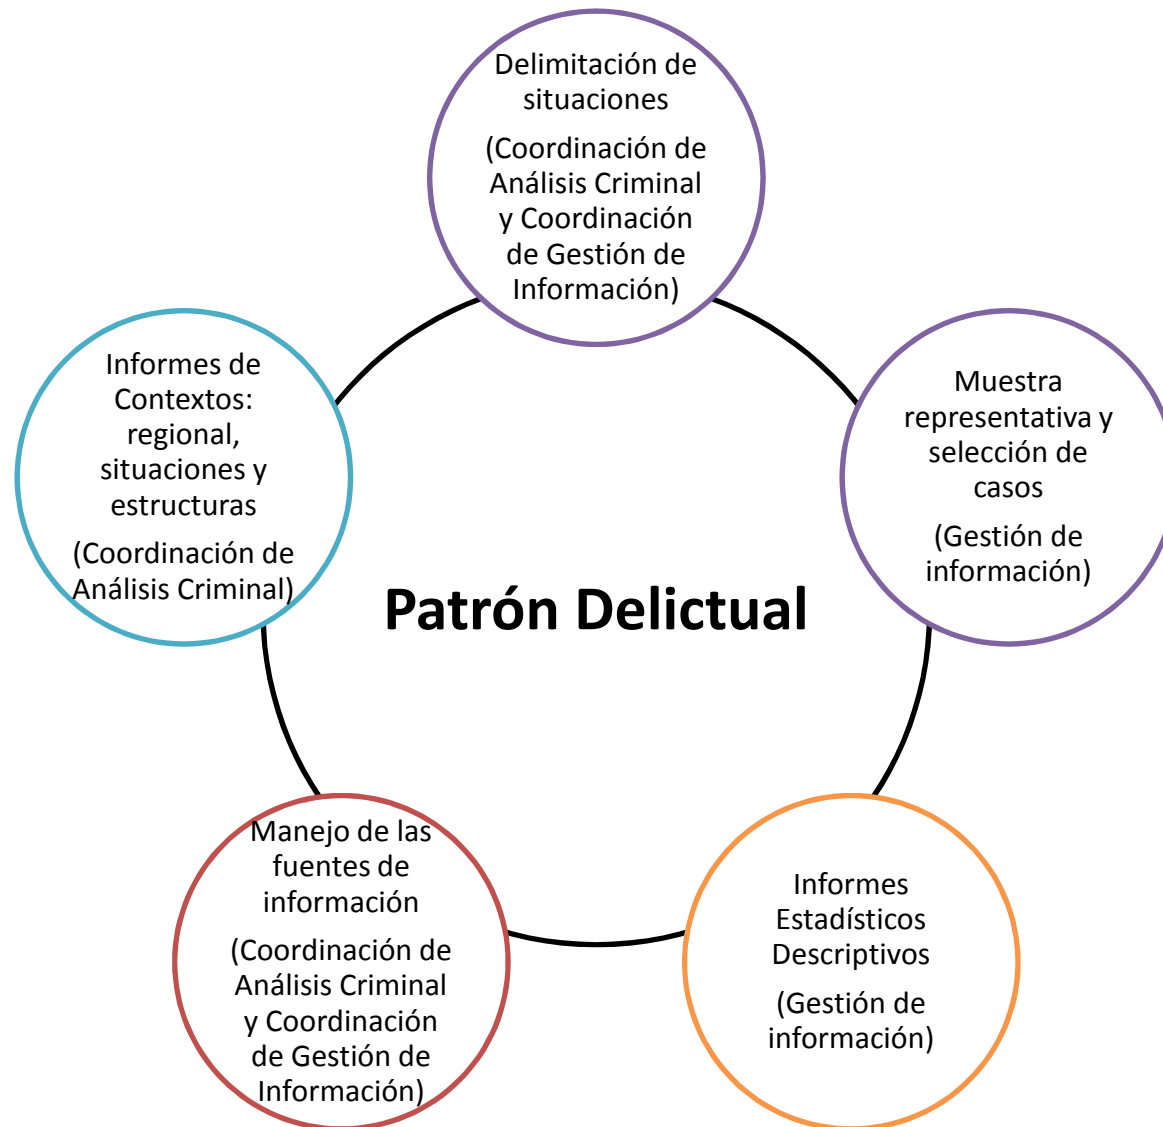 Delimitación de
situaciones
(Coordinación de
Análisis Criminal
y Coordinación
de Gestión de
Información)
Muestra
representativa y
selección de
casos
(Gestión de
información)
Informes
Estadísticos
Descriptivos
(Gestión de
información)
Manejo de las
fuentes de
información
(Coordinación de
Análisis Criminal
y Coordinación
de Gestión de
Información)
Informes de
Contextos:
regional,
situaciones y
estructuras
(Coordinación de
Análisis Criminal)
Patrón Delictual